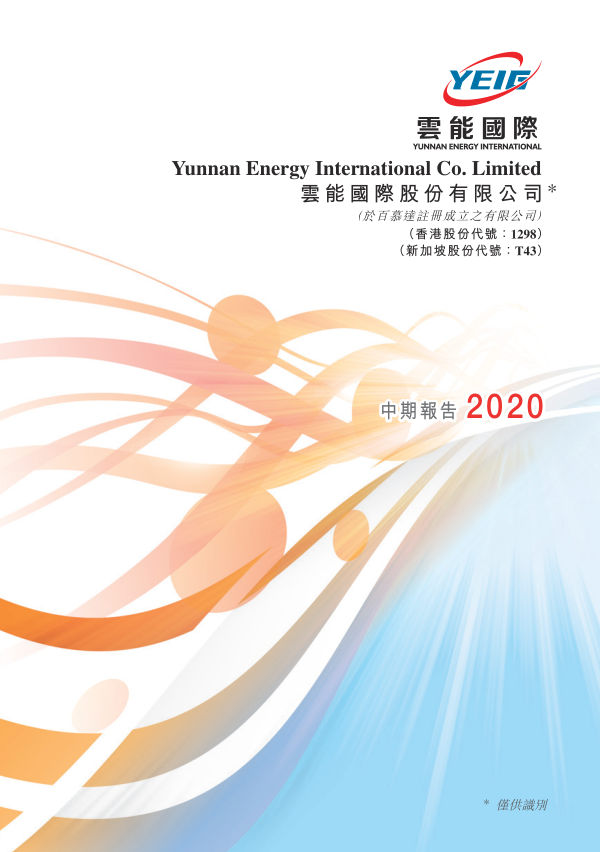 YEIG
雲能國際
YUNNAN ENERGY INTERNATIONAL
Yunnan Energy International Co. Limited
雲能國際股份有限公司*
(於百慕達註冊成立之有限公司)
(香港股份代號：1298)
(新加坡股份代號：T43)
中期報告 2020
* 僅供識別